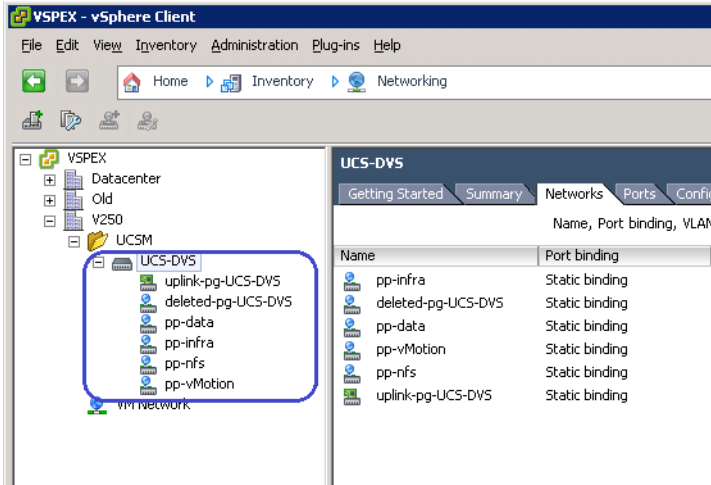 VSPEX - vSphere Client
File Edit View Inventory Administration Plug-ins Help
Home Inventory Networking
VSPEX
Datacenter
Old
V250
UCSM
UCS-DVS
uplink-pg-UCS-DVS
deleted-pg-UCS-DVS
pp-data
pp-infra
pp-nfs
pp-vMotion
VM Network
UCS-DVS
Getting Started Summary Networks Ports Config
Name, Port binding, VLAN
Name Port binding
pp-infra Static binding
deleted-pg-UCS-DVS Static binding
pp-data Static binding
pp-vMotion Static binding
pp-nfs Static binding
uplink-pg-UCS-DVS Static binding